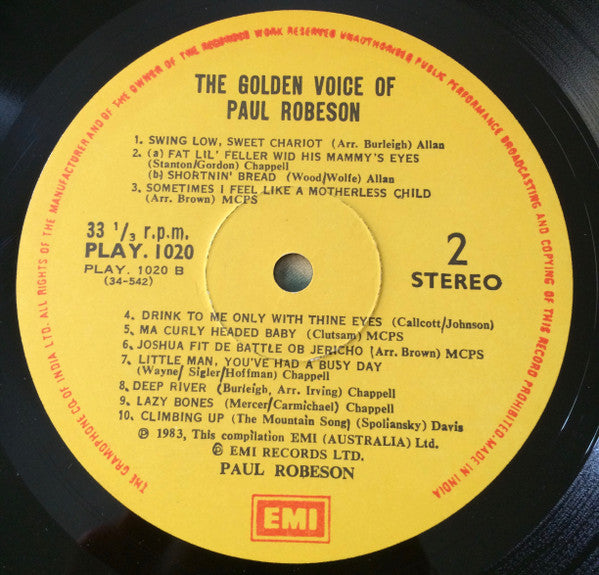 THE GRAMOPHONE CO. OF INDIA LTD. ALL RIGHTS OF THE MANUFACTURER AND OF THE OWNER OF THE RECORDED WORK RESERVED UNAUTHORISED PUBLIC PERFORMANCE BROADCASTING AND COPYING OF THIS RECORD PROHIBITED. MADE IN INDIA
THE GOLDEN VOICE OF
PAUL ROBESON
1. SWING LOW, SWEET CHARIOT (Arr. Burleigh) Allan
2. (a) FAT LIL' FELLER WID HIS MAMMY'S EYES
(Stanton/Gordon) Chappell
(b) SHORTNIN' BREAD (Wood/Wolfe) Allan
3. SOMETIMES I FEEL LIKE A MOTHERLESS CHILD
(Arr. Brown) MCPS
33 1/3 r.p.m.
PLAY. 1020
PLAY. 1020 B
(34-542)
2
STEREO
4. DRINK TO ME ONLY WITH THINE EYES (Callcott/Johnson)
5. MA CURLY HEADED BABY (Clutsam) MCPS
6. JOSHUA FIT DE BATTLE OB JERICHO (Arr. Brown) MCPS
7. LITTLE MAN, YOU'VE HAD A BUSY DAY
(Wayne/ Sigler/Hoffman) Chappell
8. DEEP RIVER (Burleigh, Arr. Irving) Chappell
9. LAZY BONES (Mercer/Carmichael) Chappell
10. CLIMBING UP (The Mountain Song) (Spoliansky) Davis
℗ 1983, This compilation EMI (AUSTRALIA) Ltd.
© EMI RECORDS LTD.
PAUL ROBESON
EMI